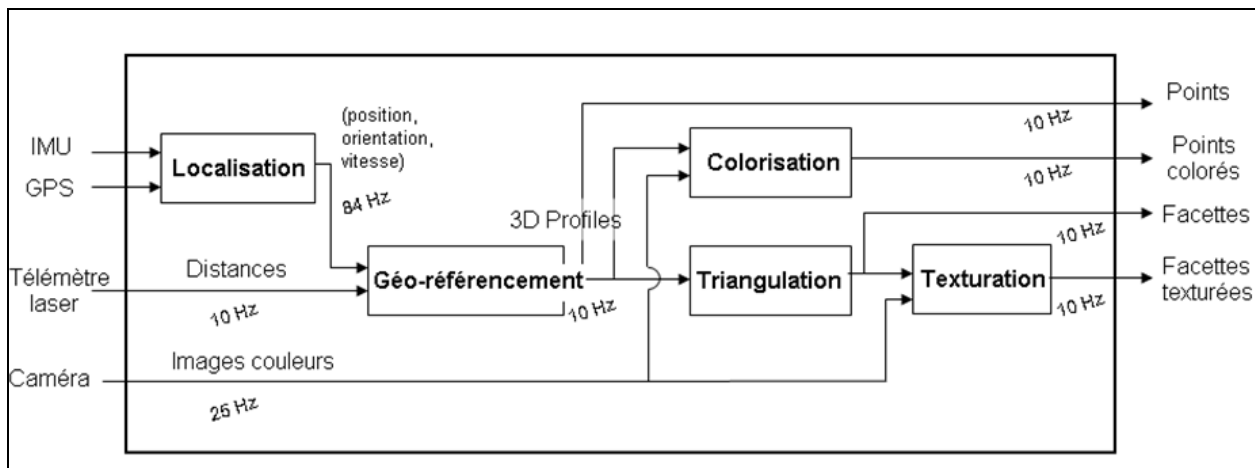 IMU
GPS
Localisation
(position,
orientation,
vitesse)
84 Hz
Télémètre
laser
Distances
10 Hz
Géo-référencement
3D Profiles
10 Hz
Caméra
Images couleurs
25 Hz
Colorisation
Triangulation
Texturation
10 Hz
Points
10 Hz
Points
colorés
10 Hz
Facettes
10 Hz
Facettes
texturées